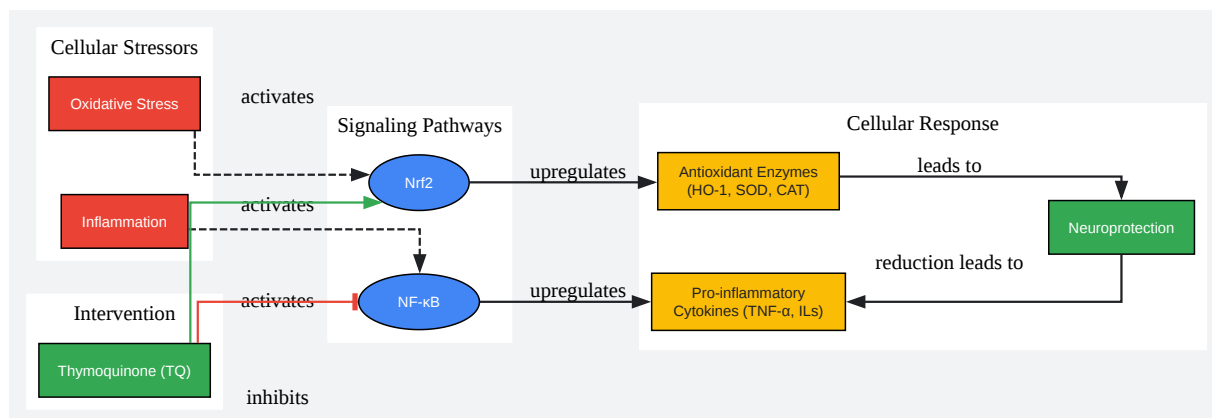 Cellular Stressors
Oxidative Stress
activates
Signaling Pathways
Cellular Response
Nrf2
upregulates
Antioxidant Enzymes
(HO-1, SOD, CAT)
leads to
Inflammation
activates
Neuroprotection
reduction leads to
Intervention
activates
NF-κB
upregulates
Pro-inflammatory
Cytokines (TNF-α, ILs)
Thymoquinone (TQ)
inhibits